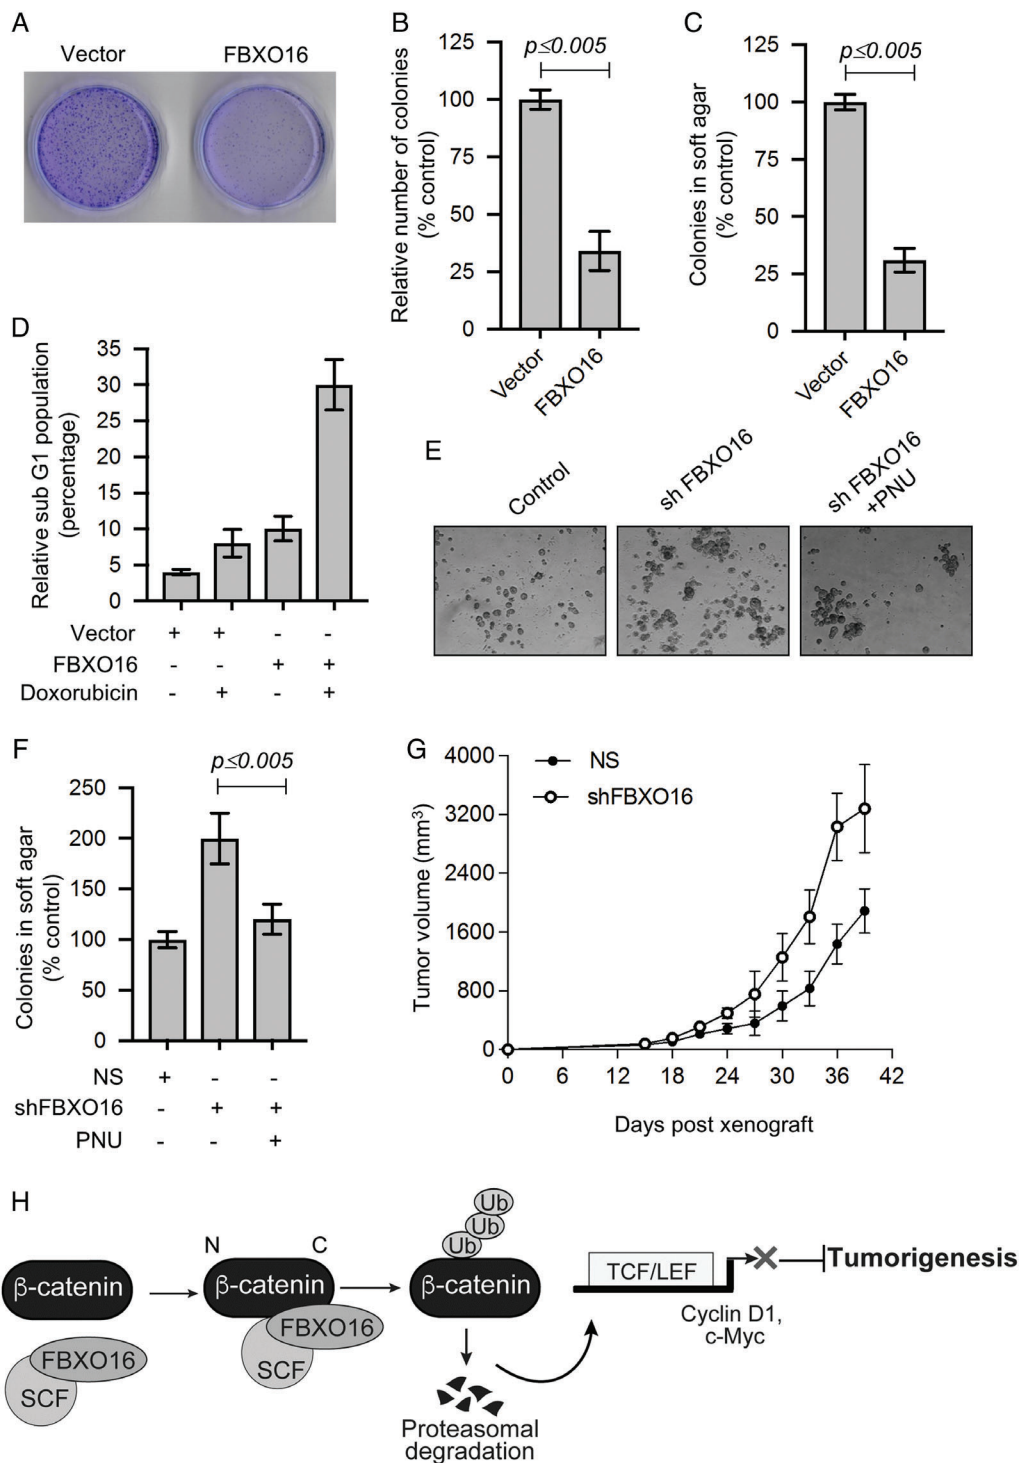 A
Vector
FBXO16
B
Relative number of colonies
(% control)
125
100
75
50
25
0
p≤0.005
Vector
FBXO16
C
Colonies in soft agar
(% control)
125
100
75
50
25
0
p≤0.005
Vector
FBXO16
D
Relative sub G1 population
(percentage)
35
30
25
20
15
10
5
0
Vector + + - -
FBXO16 - - + +
Doxorubicin - + - +
E
Control
sh FBXO16
sh FBXO16
+PNU
F
Colonies in soft agar
(% control)
250
200
150
100
50
0
p≤0.005
NS + - -
shFBXO16 - + +
PNU - - +
G
Tumor volume (mm³)
4000
3200
2400
1600
800
0
NS
shFBXO16
0 6 12 18 24 30 36 42
Days post xenograft
H
β-catenin
FBXO16
SCF
N
C
β-catenin
FBXO16
SCF
Ub
Ub
Ub
β-catenin
Proteasomal
degradation
TCF/LEF
Cyclin D1,
c-Myc
Tumorigenesis